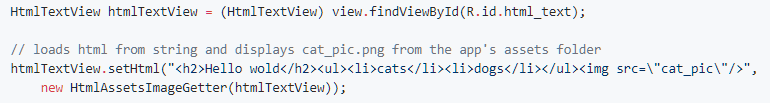 HtmlTextView htmlTextView = (HtmlTextView) view.findViewById(R.id.html_text);
// loads html from string and displays cat_pic.png from the app's assets folder
htmlTextView.setHtml("<h2>Hello wold</h2><ul><li>cats</li><li>dogs</li></ul><img src=\"cat_pic\"/>",
    new HtmlAssetsImageGetter(htmlTextView));